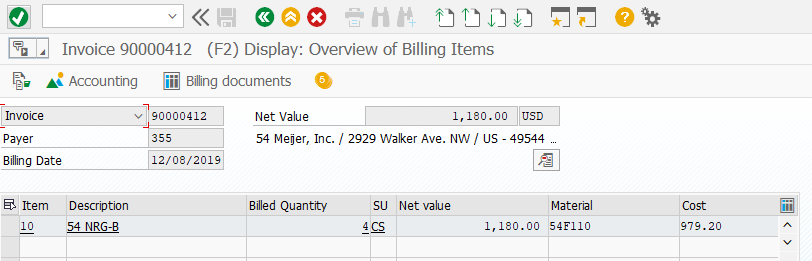 Invoice 90000412 (F2) Display: Overview of Billing Items
Accounting Billing documents
Invoice 90000412 Net Value 1,180.00 USD
Payer 355 54 Meijer, Inc. / 2929 Walker Ave. NW / US - 49544 ...
Billing Date 12/08/2019
Item Description Billed Quantity SU Net value Material Cost
10 54 NRG-B 4 CS 1,180.00 54F110 979.20